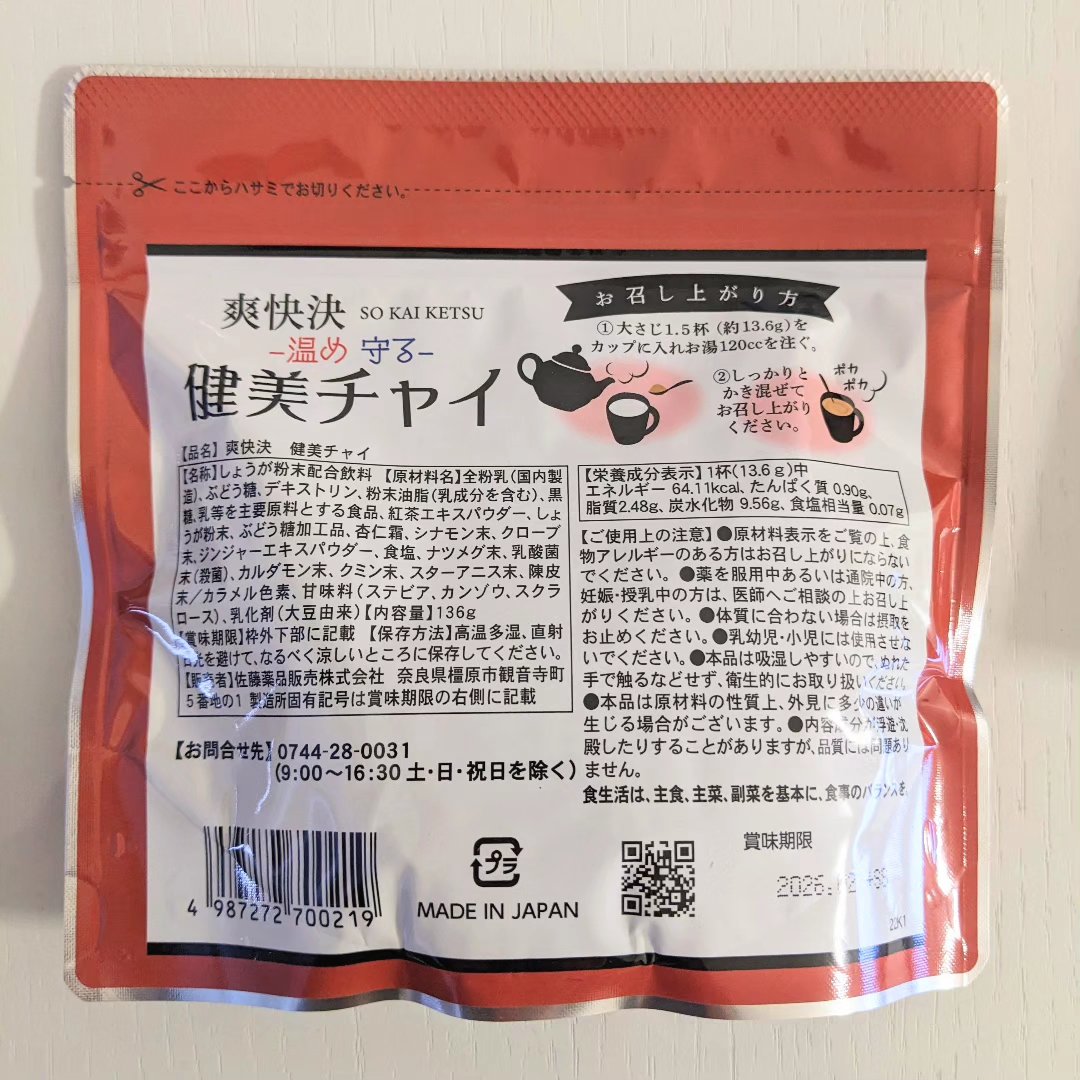 ここからハサミでお切りください。
爽快決 SO KAI KETSU
-温め 守る-
健美チャイ
お召し上がり方
①大さじ1.5杯（約13.6g）を
カップに入れお湯120ccを注ぐ。
②しっかりと
かき混ぜて
お召し上がり
ください。
ポカ
ポカ
【品名】爽快決 健美チャイ
【名称】しょうが粉末配合飲料 【原材料名】全粉乳(国内製
造)、ぶどう糖、デキストリン、粉末油脂(乳成分を含む)、黒
糖、乳等を主要原料とする食品、紅茶エキスパウダー、しょ
うが粉末、ぶどう糖加工品、杏仁霜、シナモン末、クローブ
末、ジンジャーエキスパウダー、食塩、ナツメグ末、乳酸菌
末(殺菌)、カルダモン末、クミン末、スターアニス末、陳皮
末／カラメル色素、甘味料(ステビア、カンゾウ、スクラ
ロース)、乳化剤(大豆由来)【内容量】136g
【賞味期限】枠外下部に記載 【保存方法】高温多湿、直射
日光を避けて、なるべく涼しいところに保存してください。
【販売者】佐藤薬品販売株式会社 奈良県橿原市観音寺町
5番地の1 製造所固有記号は賞味期限の右側に記載
【お問合せ先】0744-28-0031
(9:00〜16:30 土・日・祝日を除く)
【栄養成分表示】1杯(13.6g)中
エネルギー 64.11kcal、たんぱく質 0.90g、
脂質2.48g、炭水化物 9.56g、食塩相当量 0.07g
【ご使用上の注意】●原材料表示をご覧の上、食
物アレルギーのある方はお召し上がりにならない
でください。●薬を服用中あるいは通院中の方、
妊娠・授乳中の方は、医師へご相談の上お召し上
がりください。●体質に合わない場合は摂取を
お止めください。●乳幼児・小児には使用させな
いでください。●本品は吸湿しやすいので、ぬれた
手で触るなどせず、衛生的にお取り扱いください。
●本品は原材料の性質上、外見に多少の違いが
生じる場合がございます。●内容成分が浮遊・沈
殿したりすることがありますが、品質には問題あり
ません。
食生活は、主食、主菜、副菜を基本に、食事のバランスを。
4 987272 700219
プラ
MADE IN JAPAN
賞味期限